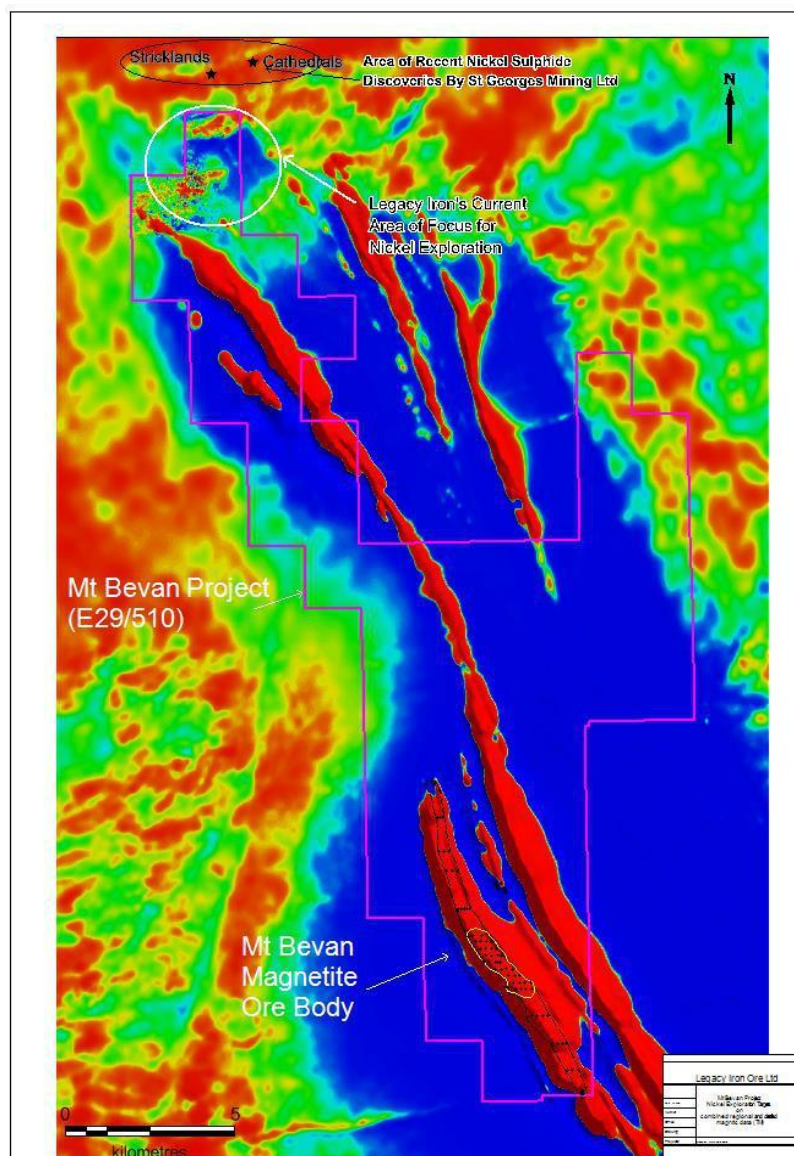 Stricklands
Cathedrals
Area of Recent Nickel Sulphide
Discoveries By St Georges Mining Ltd
N
Legacy Iron's Current
Area of Focus for
Nickel Exploration
Mt Bevan Project
(E29/510)
Mt Bevan
Magnetite
Ore Body
0 5
kilometres
Legacy Iron Ore Ltd
Mt Bevan Project
Nickel Exploration Targets
on
combined regional and detailed
magnetic data (TMI)